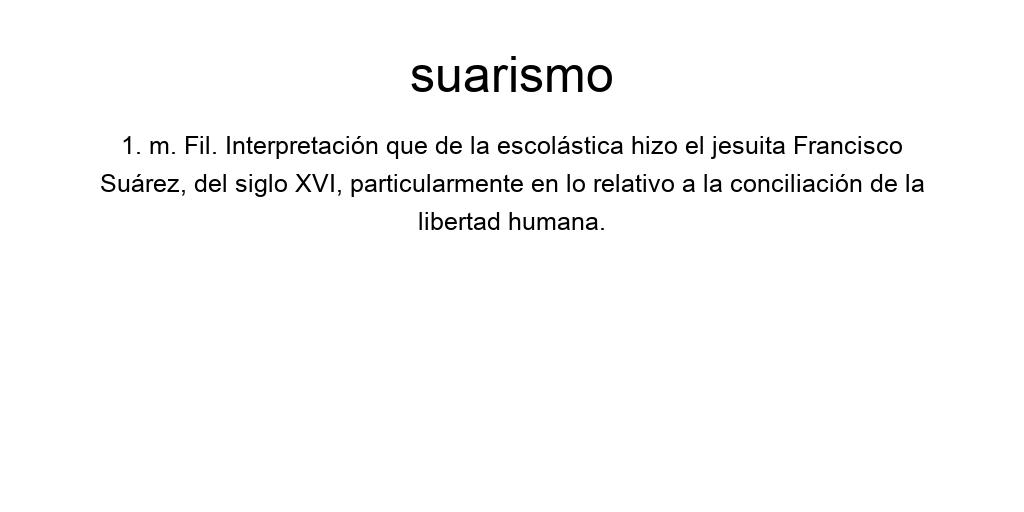 suarismo
1. m. Fil. Interpretación que de la escolástica hizo el jesuita Francisco
Suárez, del siglo XVI, particularmente en lo relativo a la conciliación de la
libertad humana.